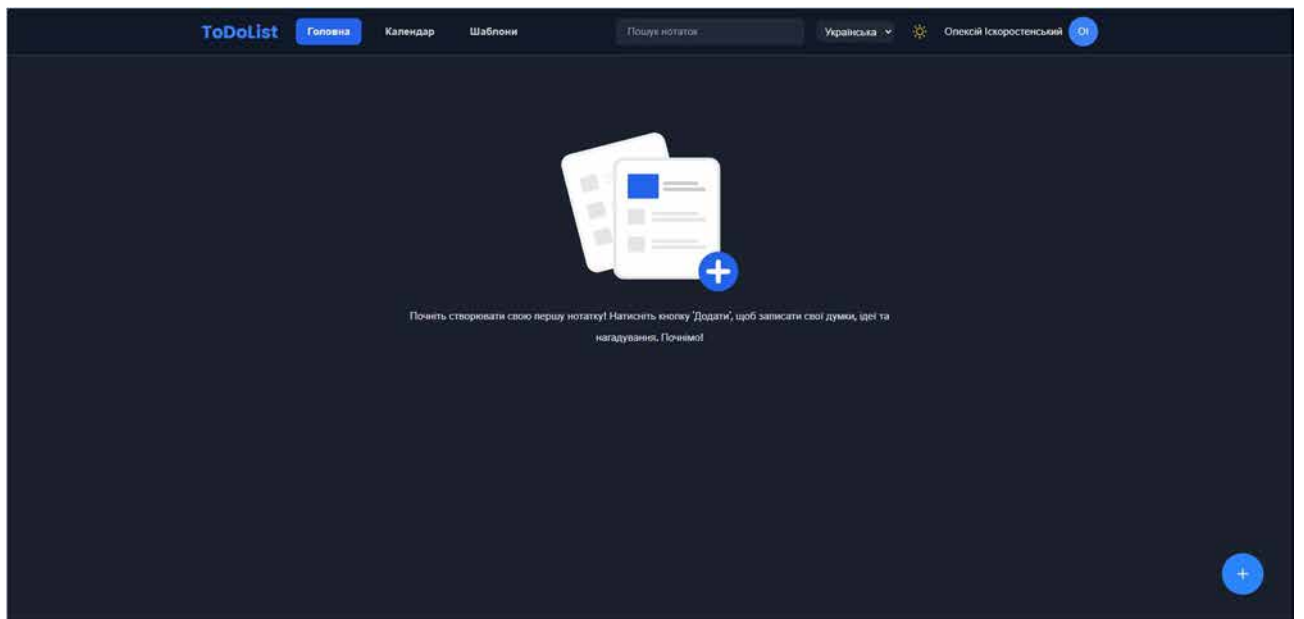 ToDoList Головна Календар Шаблони Пошук нотаток Українська Олексій Іскоростенський ОІ
Почніть створювати свою першу нотатку! Натисніть кнопку 'Додати', щоб записати свої думки, ідеї та
нагадування. Почнімо!